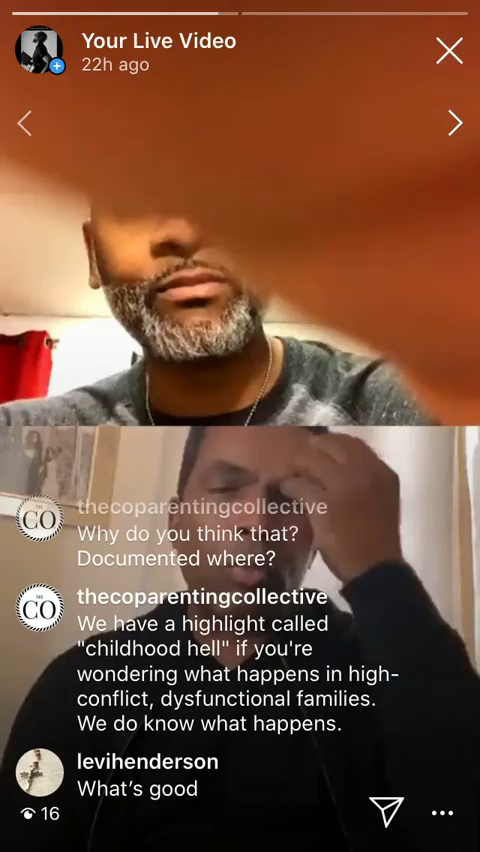 Your Live Video
22h ago
thecoparentingcollective
THE
CO
Why do you think that?
Documented where?
thecoparentingcollective
THE
CO
We have a highlight called
"childhood hell" if you're
wondering what happens in high-
conflict, dysfunctional families.
We do know what happens.
levihenderson
What's good
16